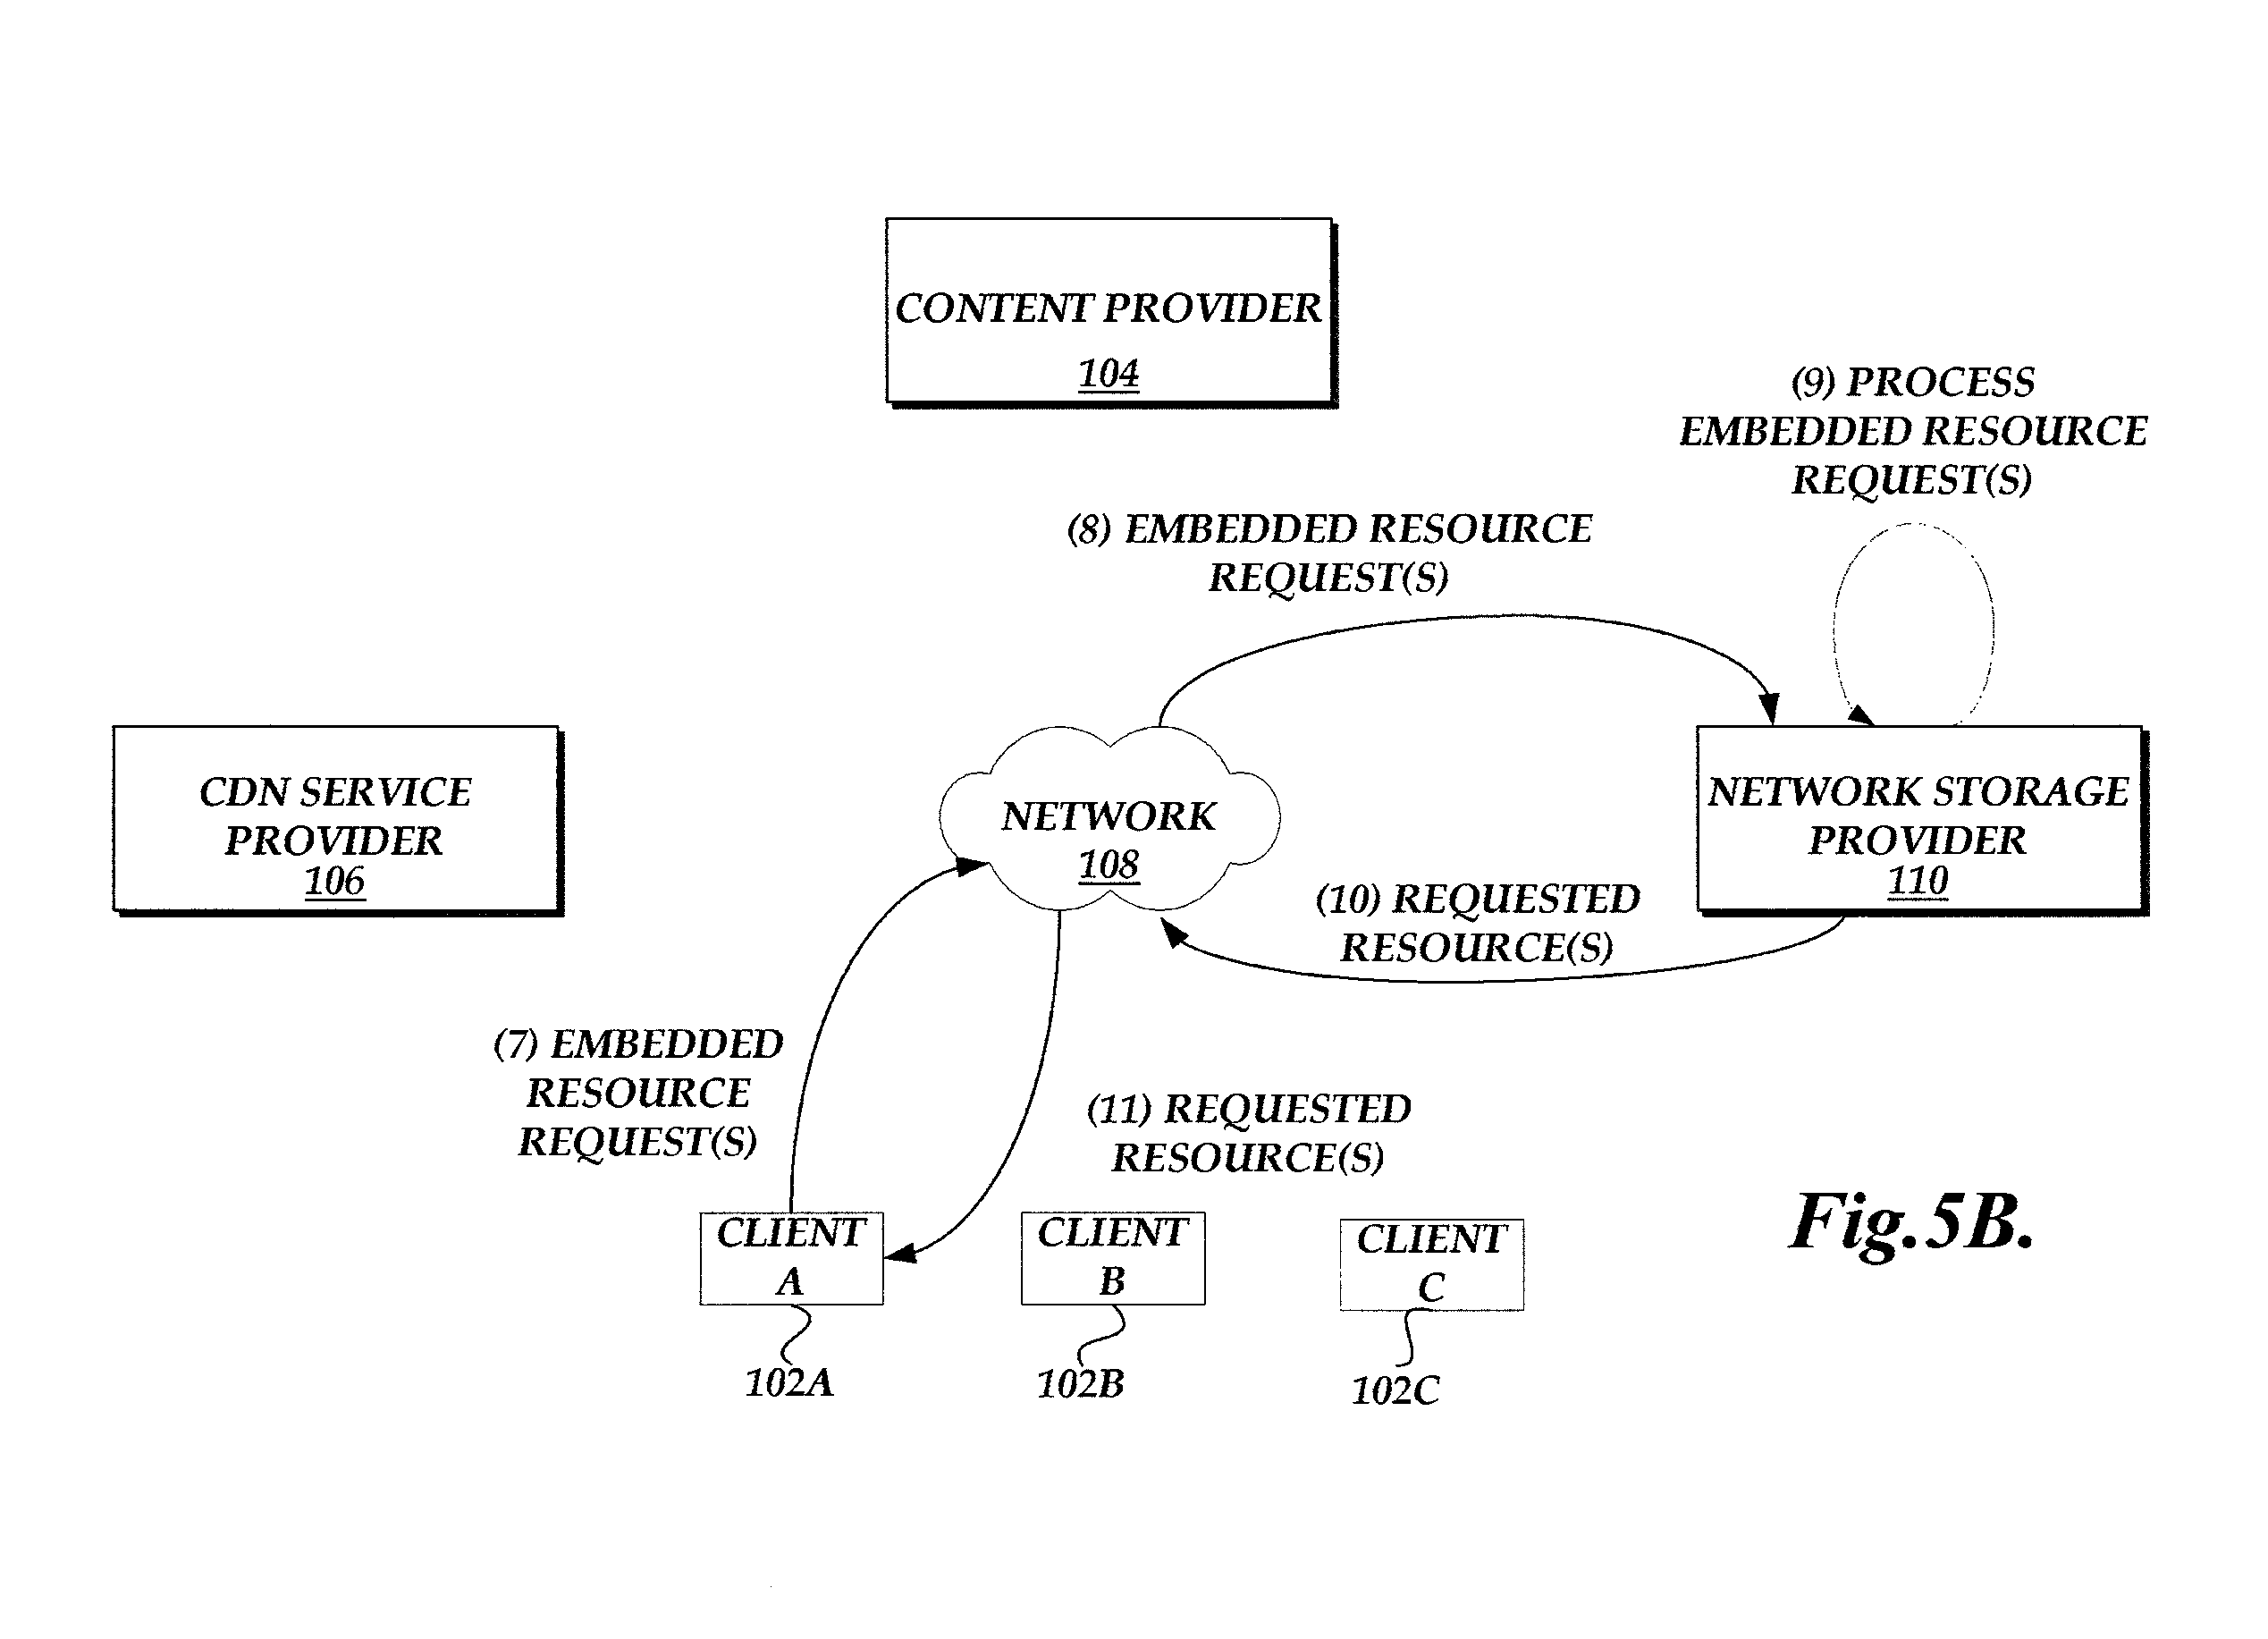 CONTENT PROVIDER
104
(9) PROCESS
EMBEDDED RESOURCE
REQUEST(S)
(8) EMBEDDED RESOURCE
REQUEST(S)
CDN SERVICE
PROVIDER
106
NETWORK
108
NETWORK STORAGE
PROVIDER
110
(10) REQUESTED
RESOURCE(S)
(7) EMBEDDED
RESOURCE
REQUEST(S)
(11) REQUESTED
RESOURCE(S)
CLIENT
A
CLIENT
B
CLIENT
C
Fig.5B.
102A
102B
102C